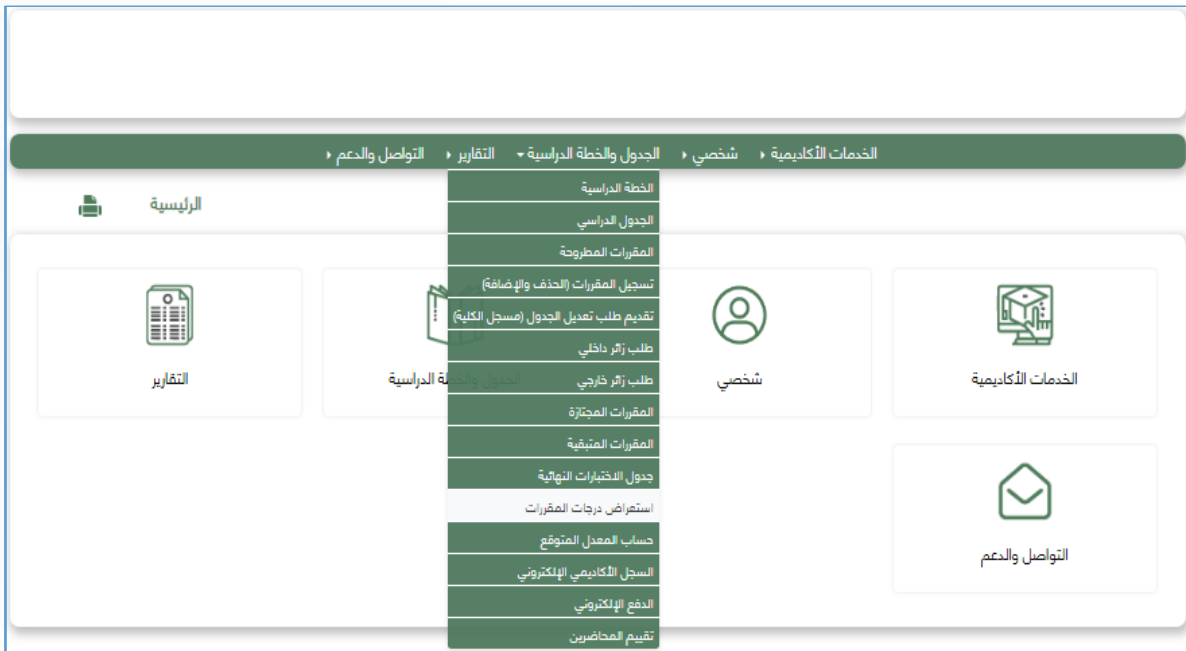 الخدمات الأكاديمية شخصي الجدول والخطة الدراسية التقارير التواصل والدعم
الخطة الدراسية
الجدول الدراسي
المقررات المطروحة
تسجيل المقررات (الحذف والإضافة)
تقديم طلب تعديل الجدول (مسجل الكلية)
طلب زائر داخلي
طلب زائر خارجي
المقررات المجتازة
المقررات المتبقية
جدول الاختبارات النهائية
استعراض درجات المقررات
حساب المعدل المتوقع
السجل الأكاديمي الإلكتروني
الدفع الإلكتروني
تقييم المحاضرين
الرئيسية
الخدمات الأكاديمية
شخصي
الجدول والخطة الدراسية
التقارير
التواصل والدعم